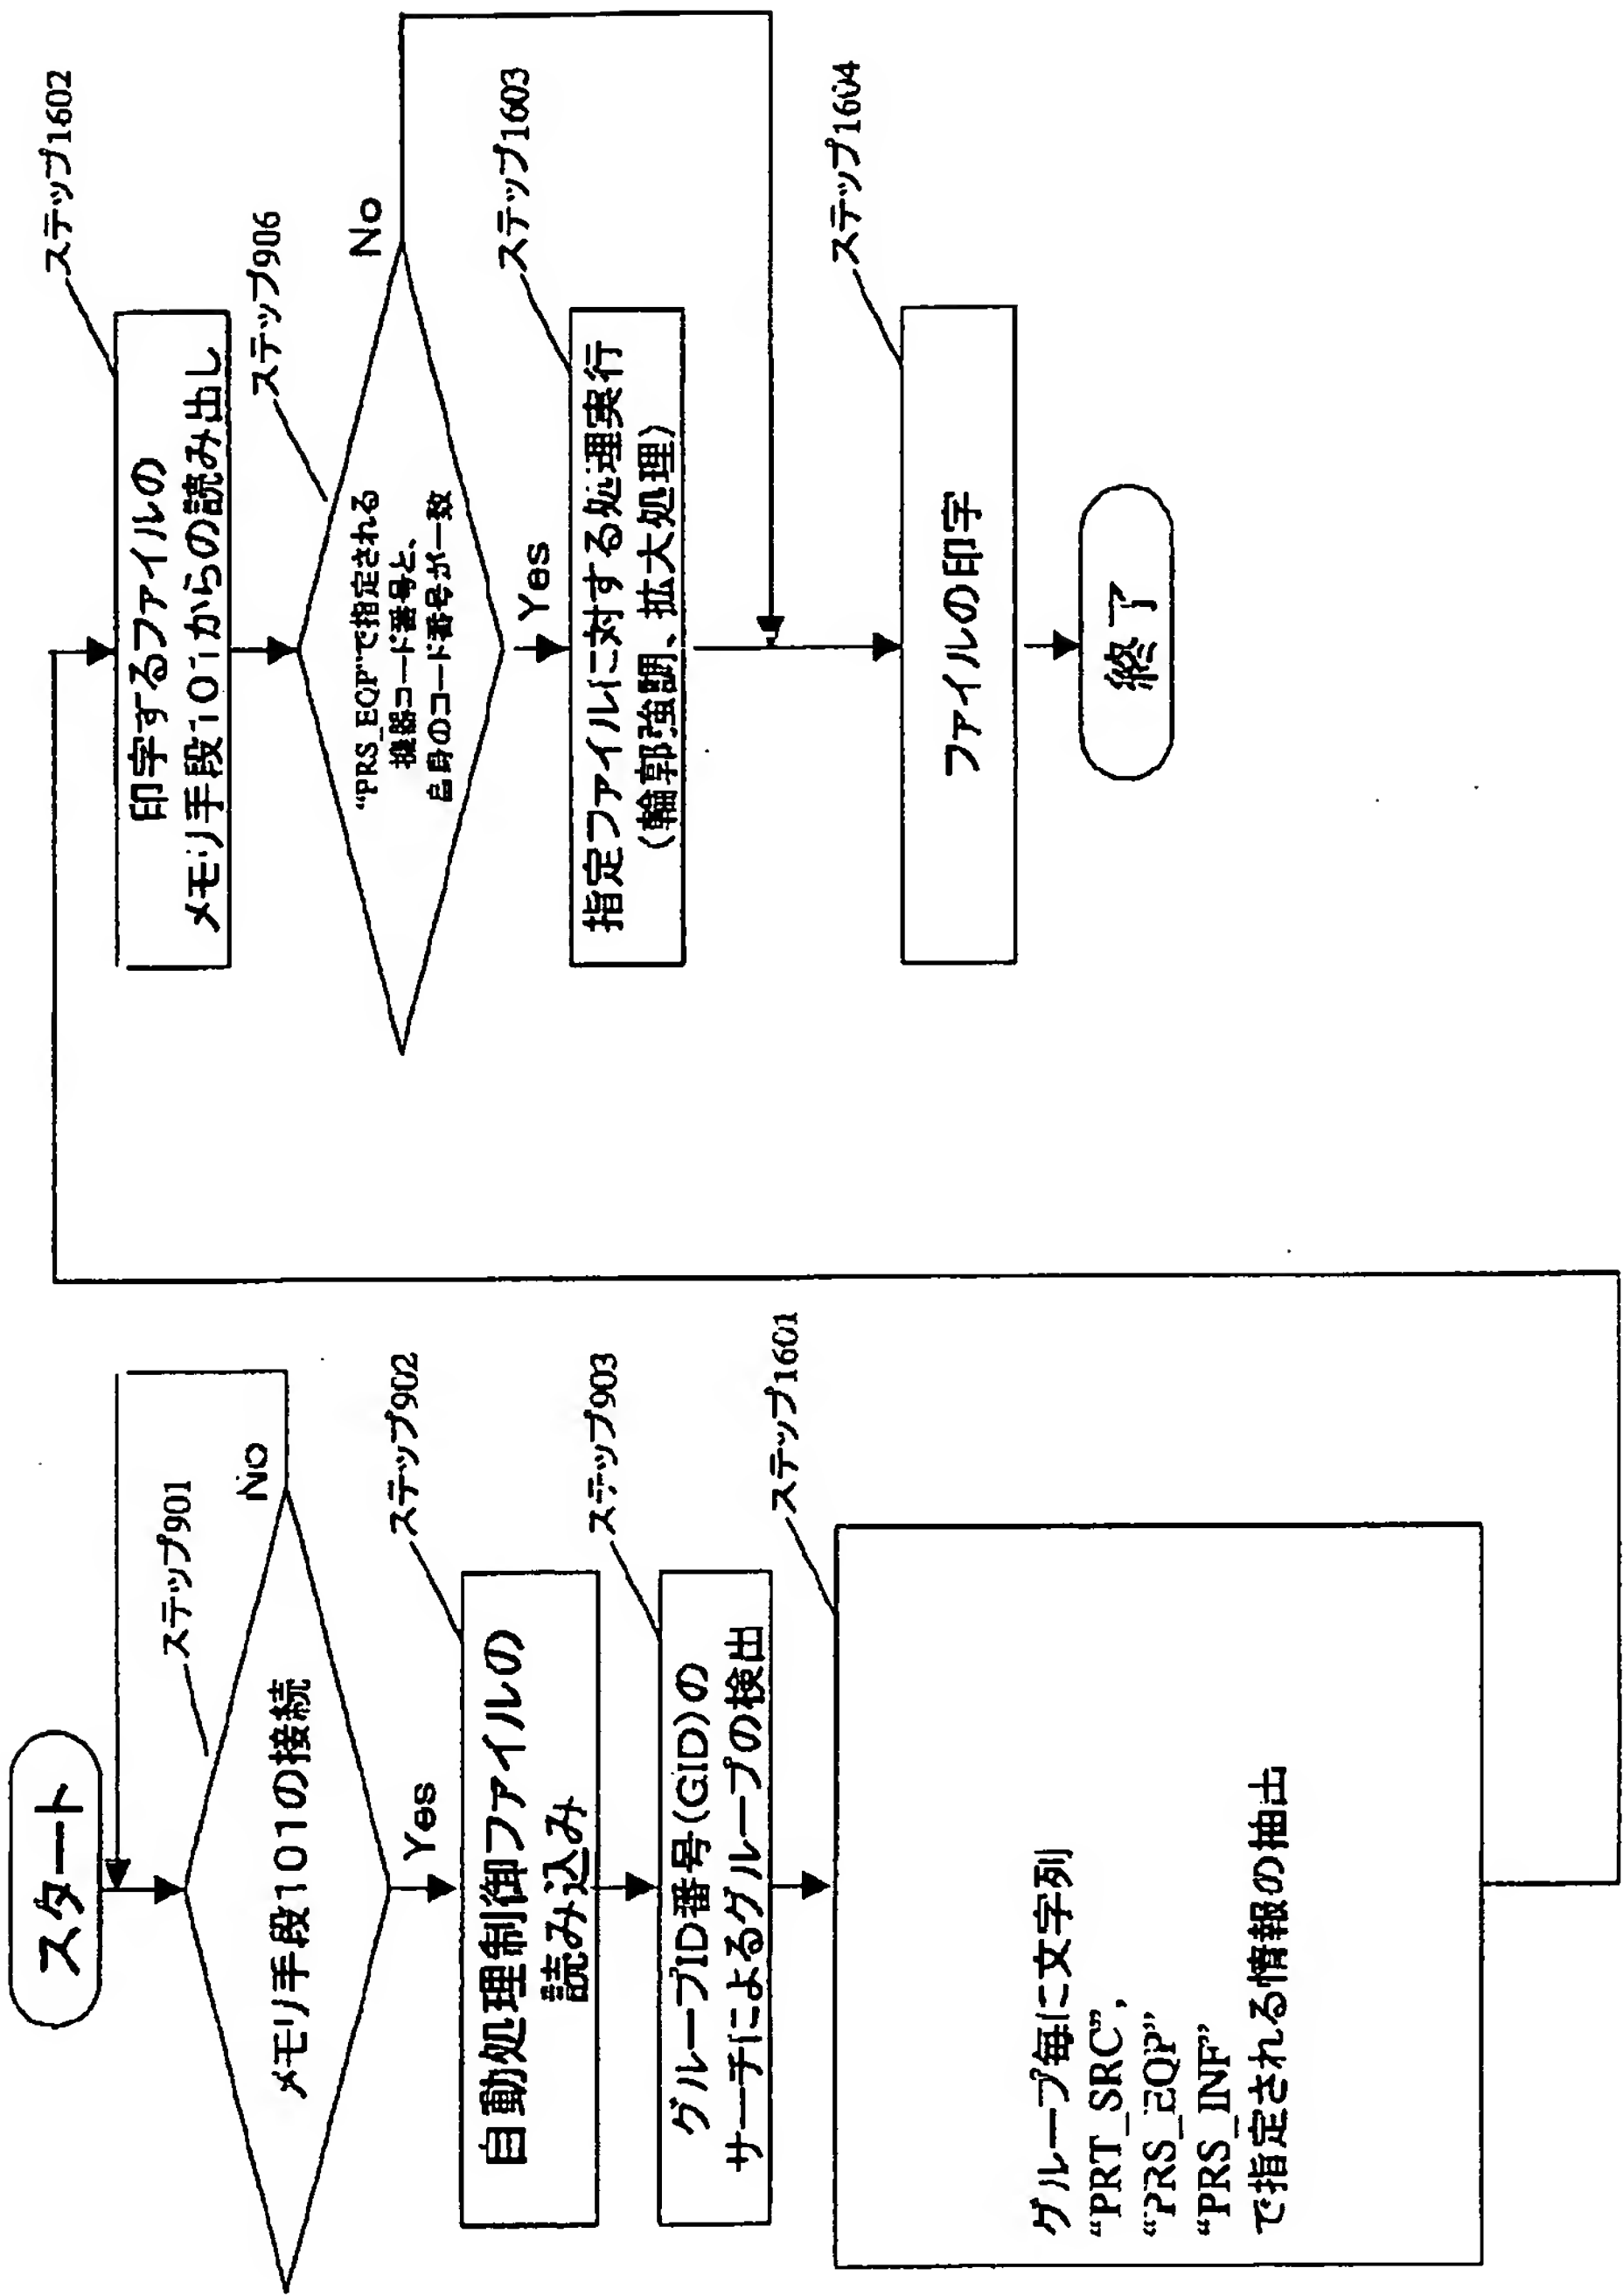 スタート
ステップ901
メモリ手段101の接続
No
Yes
ステップ902
自動処理制御ファイルの
読み込み
ステップ903
グループID番号(GID)の
サーチによるグループの検出
ステップ1601
グループ毎に文字列
“PRT_SRC”,
“PRS_EQP”
“PRS_INF”
で指定される情報の抽出
ステップ1602
印字するファイルの
メモリ手段101からの読み出し
ステップ906
“PRS_EQP”で指定される
機器コード番号と、
自身のコード番号が一致
No
Yes
ステップ1603
指定ファイルに対する処理実行
(輪郭強調、拡大処理)
ステップ1604
ファイルの印字
終了